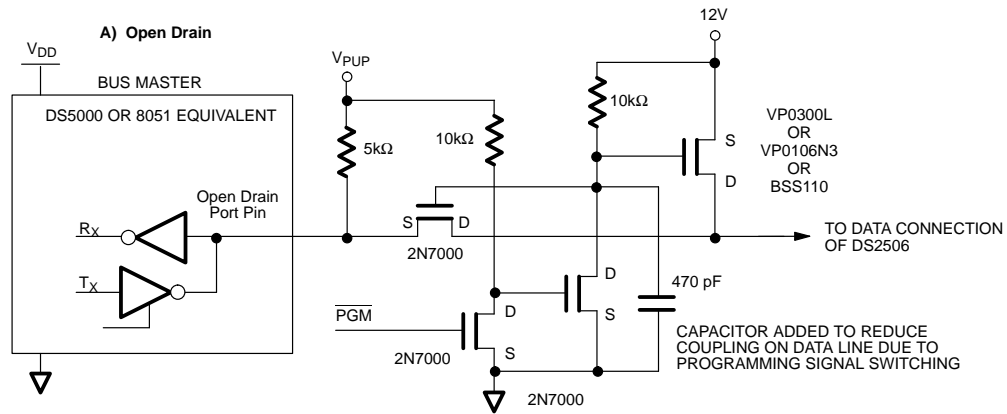 A) Open Drain
12V
VDD
VPUP
BUS MASTER
DS5000 OR 8051 EQUIVALENT
10kΩ
VP0300L
OR
VP0106N3
OR
BSS110
5kΩ
10kΩ
S
D
Open Drain
Port Pin
RX
S
D
2N7000
TO DATA CONNECTION
OF DS2506
TX
D
S
470 pF
PGM
D
S
2N7000
CAPACITOR ADDED TO REDUCE
COUPLING ON DATA LINE DUE TO
PROGRAMMING SIGNAL SWITCHING
2N7000